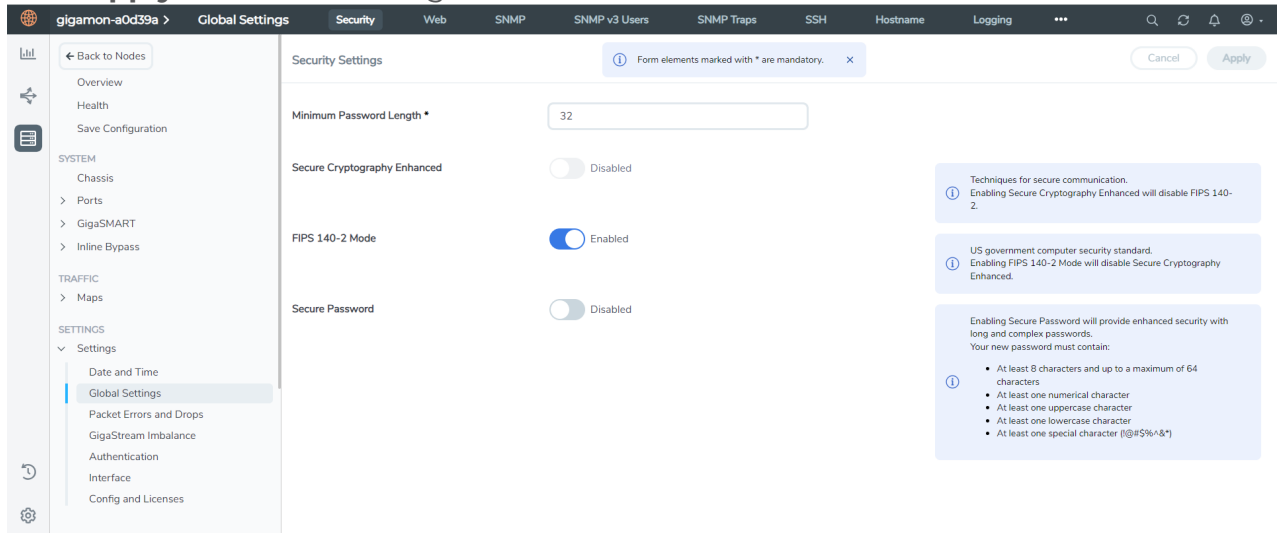 gigamon-a0d39a > Global Settings Security Web SNMP SNMP v3 Users SNMP Traps SSH Hostname Logging •••
Back to Nodes
Overview
Health
Save Configuration
SYSTEM
Chassis
Ports
GigaSMART
Inline Bypass
TRAFFIC
Maps
SETTINGS
Settings
Date and Time
Global Settings
Packet Errors and Drops
GigaStream Imbalance
Authentication
Interface
Config and Licenses
Security Settings
Form elements marked with * are mandatory.
Cancel Apply
Minimum Password Length *
32
Secure Cryptography Enhanced
Disabled
Techniques for secure communication.
Enabling Secure Cryptography Enhanced will disable FIPS 140-
2.
FIPS 140-2 Mode
Enabled
US government computer security standard.
Enabling FIPS 140-2 Mode will disable Secure Cryptography
Enhanced.
Secure Password
Disabled
Enabling Secure Password will provide enhanced security with
long and complex passwords.
Your new password must contain:
• At least 8 characters and up to a maximum of 64
characters
• At least one numerical character
• At least one uppercase character
• At least one lowercase character
• At least one special character (!@#$%^&*)